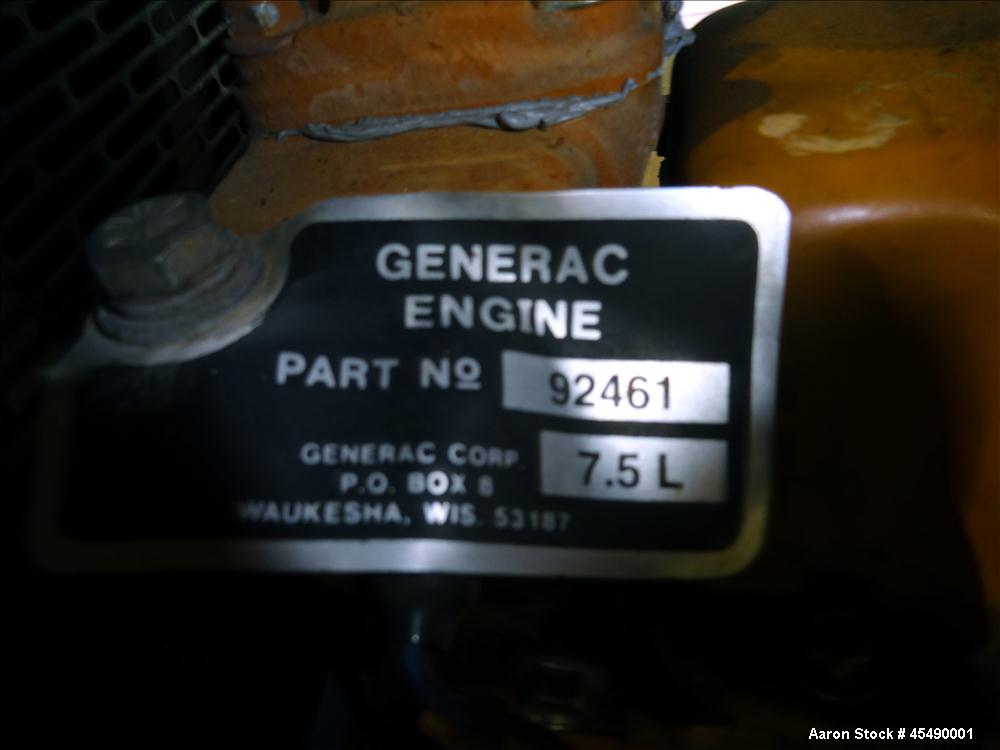 GENERAC
ENGINE
PART Nº 92461
GENERAC CORP. 7.5 L
P.O. BOX 8
WAUKESHA, WIS. 53187
Aaron Stock # 45490001